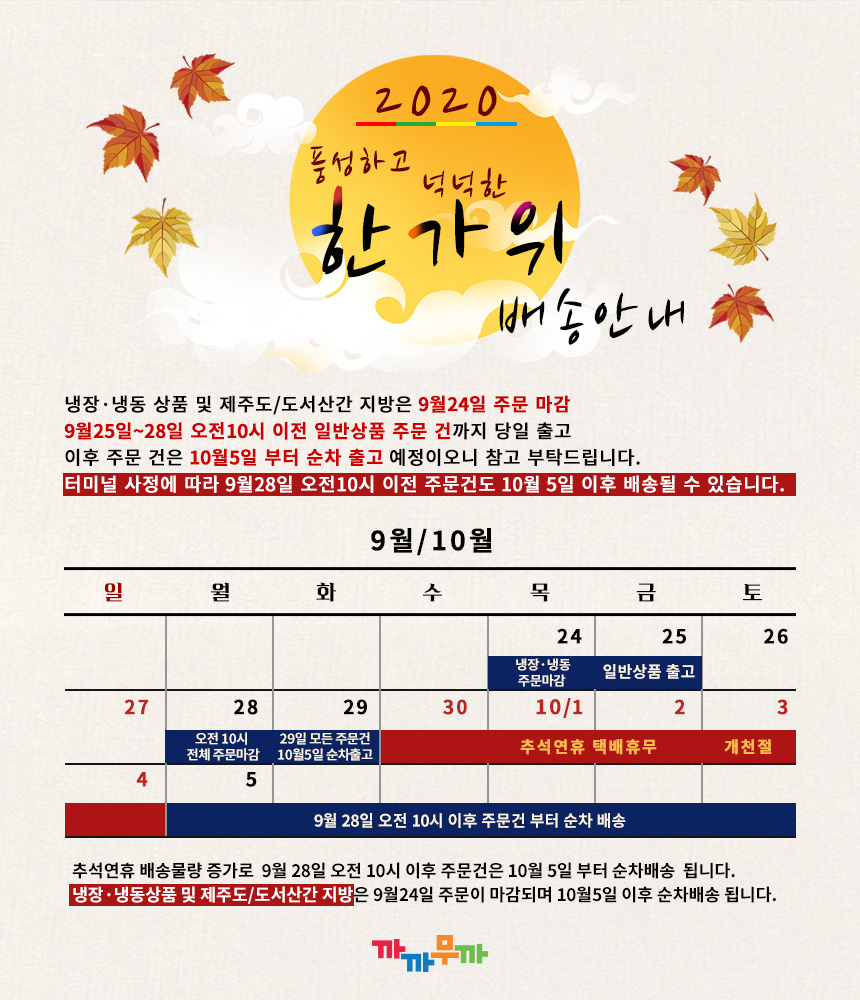 2020
풍성하고
넉넉한
한가위
배송안내
냉장·냉동 상품 및 제주도/도서산간 지방은 9월24일 주문 마감
9월25일~28일 오전10시 이전 일반상품 주문 건까지 당일 출고
이후 주문 건은 10월5일 부터 순차 출고 예정이오니 참고 부탁드립니다.
터미널 사정에 따라 9월28일 오전10시 이전 주문건도 10월 5일 이후 배송될 수 있습니다.
9월/10월
일 월 화 수 목 금 토
24 25 26
냉장·냉동 주문마감 일반상품 출고
27 28 29 30 10/1 2 3
오전 10시 전체 주문마감 29일 모든 주문건 10월5일 순차출고 추석연휴 택배휴무 개천절
4 5
9월 28일 오전 10시 이후 주문건 부터 순차 배송
추석연휴 배송물량 증가로 9월 28일 오전 10시 이후 주문건은 10월 5일 부터 순차배송 됩니다.
냉장·냉동상품 및 제주도/도서산간 지방은 9월24일 주문이 마감되며 10월5일 이후 순차배송 됩니다.
까까무까